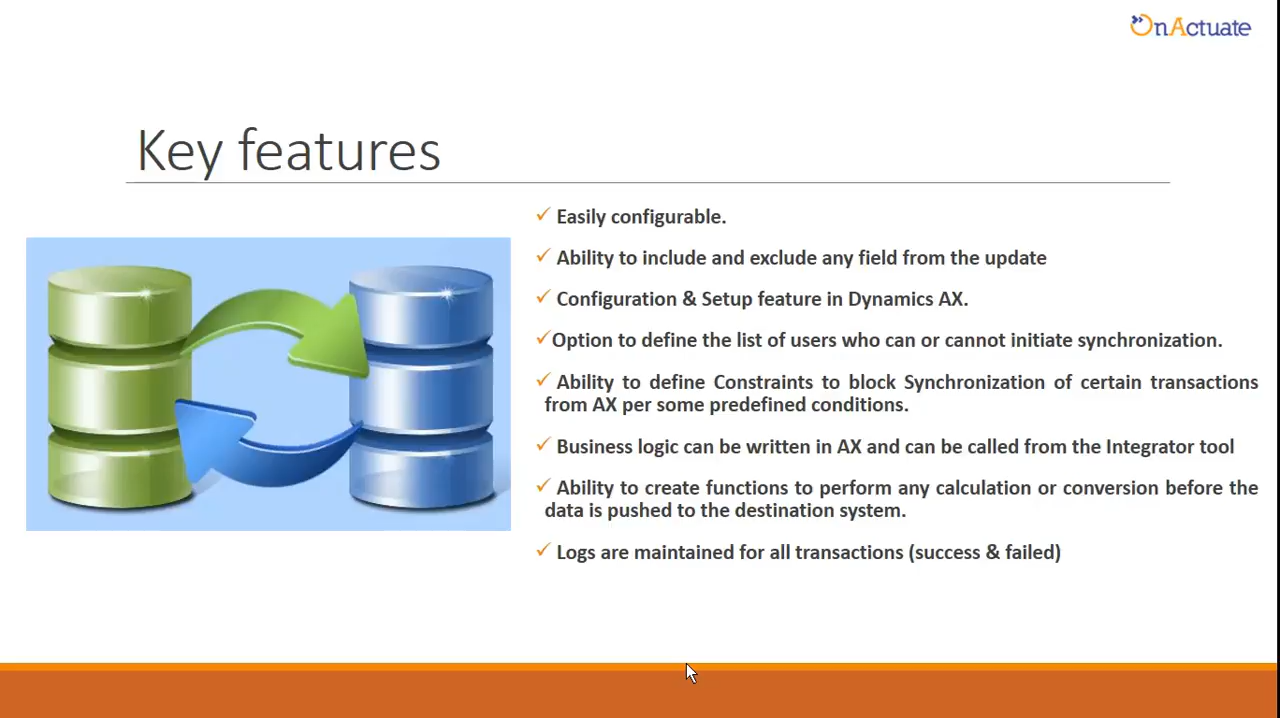 OnActuate
Key features
✓ Easily configurable.
✓ Ability to include and exclude any field from the update
✓ Configuration & Setup feature in Dynamics AX.
✓Option to define the list of users who can or cannot initiate synchronization.
✓ Ability to define Constraints to block Synchronization of certain transactions
from AX per some predefined conditions.
✓ Business logic can be written in AX and can be called from the Integrator tool
✓ Ability to create functions to perform any calculation or conversion before the
data is pushed to the destination system.
✓ Logs are maintained for all transactions (success & failed)